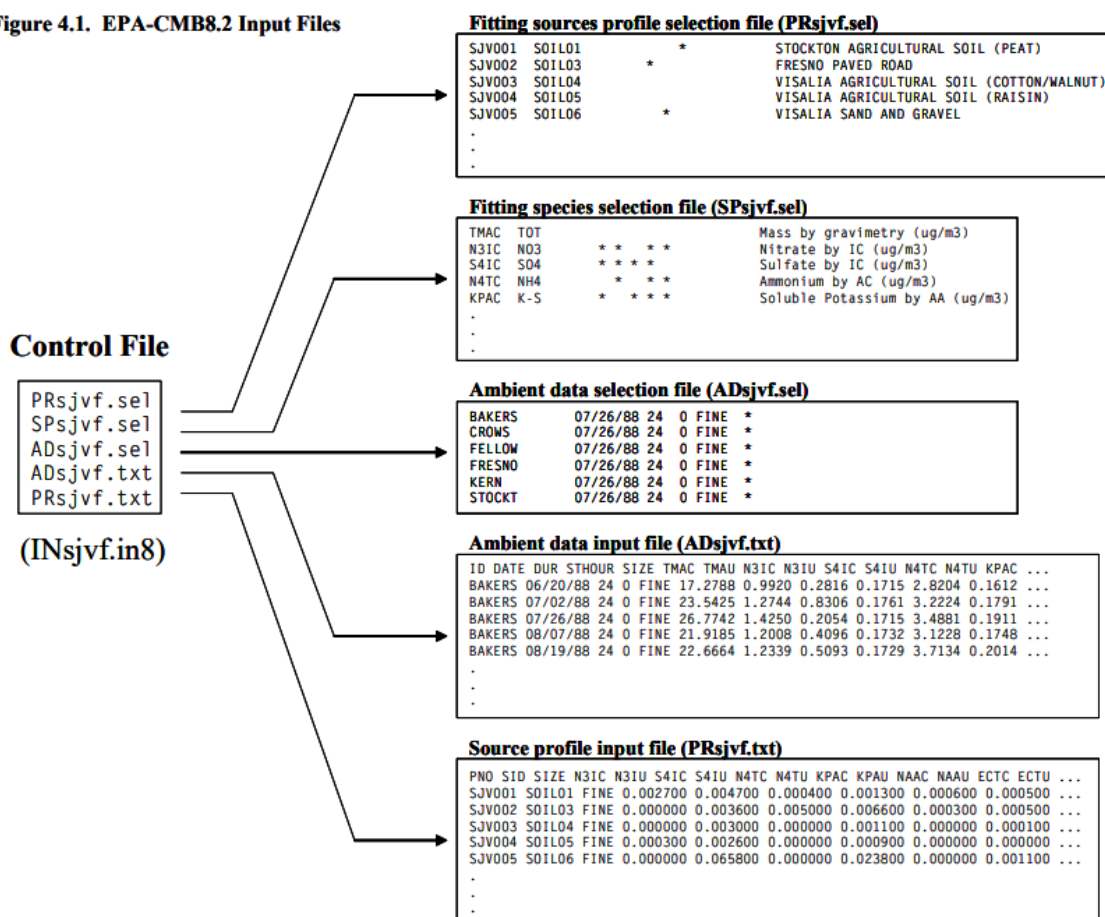 Figure 4.1. EPA-CMB8.2 Input Files
Fitting sources profile selection file (PRsjvf.sel)
SJV001 SOIL01 * STOCKTON AGRICULTURAL SOIL (PEAT)
SJV002 SOIL03 * FRESNO PAVED ROAD
SJV003 SOIL04 VISALIA AGRICULTURAL SOIL (COTTON/WALNUT)
SJV004 SOIL05 VISALIA AGRICULTURAL SOIL (RAISIN)
SJV005 SOIL06 * VISALIA SAND AND GRAVEL
.
.
.
Fitting species selection file (SPsjvf.sel)
TMAC TOT Mass by gravimetry (ug/m3)
N3IC NO3 * * * * Nitrate by IC (ug/m3)
S4IC SO4 * * * * Sulfate by IC (ug/m3)
N4TC NH4 * * * Ammonium by AC (ug/m3)
KPAC K-S * * * * Soluble Potassium by AA (ug/m3)
.
.
.
Control File
PRsjvf.sel
SPsjvf.sel
ADsjvf.sel
ADsjvf.txt
PRsjvf.txt
(INsjvf.in8)
Ambient data selection file (ADsjvf.sel)
BAKERS 07/26/88 24 0 FINE *
CROWS 07/26/88 24 0 FINE *
FELLOW 07/26/88 24 0 FINE *
FRESNO 07/26/88 24 0 FINE *
KERN 07/26/88 24 0 FINE *
STOCKT 07/26/88 24 0 FINE *
Ambient data input file (ADsjvf.txt)
ID DATE DUR STHOUR SIZE TMAC TMAU N3IC N3IU S4IC S4IU N4TC N4TU KPAC ...
BAKERS 06/20/88 24 0 FINE 17.2788 0.9920 0.2816 0.1715 2.8204 0.1612 ...
BAKERS 07/02/88 24 0 FINE 23.5425 1.2744 0.8306 0.1761 3.2224 0.1791 ...
BAKERS 07/26/88 24 0 FINE 26.7742 1.4250 0.2054 0.1715 3.4881 0.1911 ...
BAKERS 08/07/88 24 0 FINE 21.9185 1.2008 0.4096 0.1732 3.1228 0.1748 ...
BAKERS 08/19/88 24 0 FINE 22.6664 1.2339 0.5093 0.1729 3.7134 0.2014 ...
.
.
.
Source profile input file (PRsjvf.txt)
PNO SID SIZE N3IC N3IU S4IC S4IU N4TC N4TU KPAC KPAU NAAC NAAU ECTC ECTU ...
SJV001 SOIL01 FINE 0.002700 0.004700 0.000400 0.001300 0.000600 0.000500 ...
SJV002 SOIL03 FINE 0.000000 0.003600 0.005000 0.006600 0.000300 0.000500 ...
SJV003 SOIL04 FINE 0.000000 0.003000 0.000000 0.001100 0.000000 0.000100 ...
SJV004 SOIL05 FINE 0.000300 0.002600 0.000000 0.000900 0.000000 0.000000 ...
SJV005 SOIL06 FINE 0.000000 0.065800 0.000000 0.023800 0.000000 0.001100 ...
.
.
.